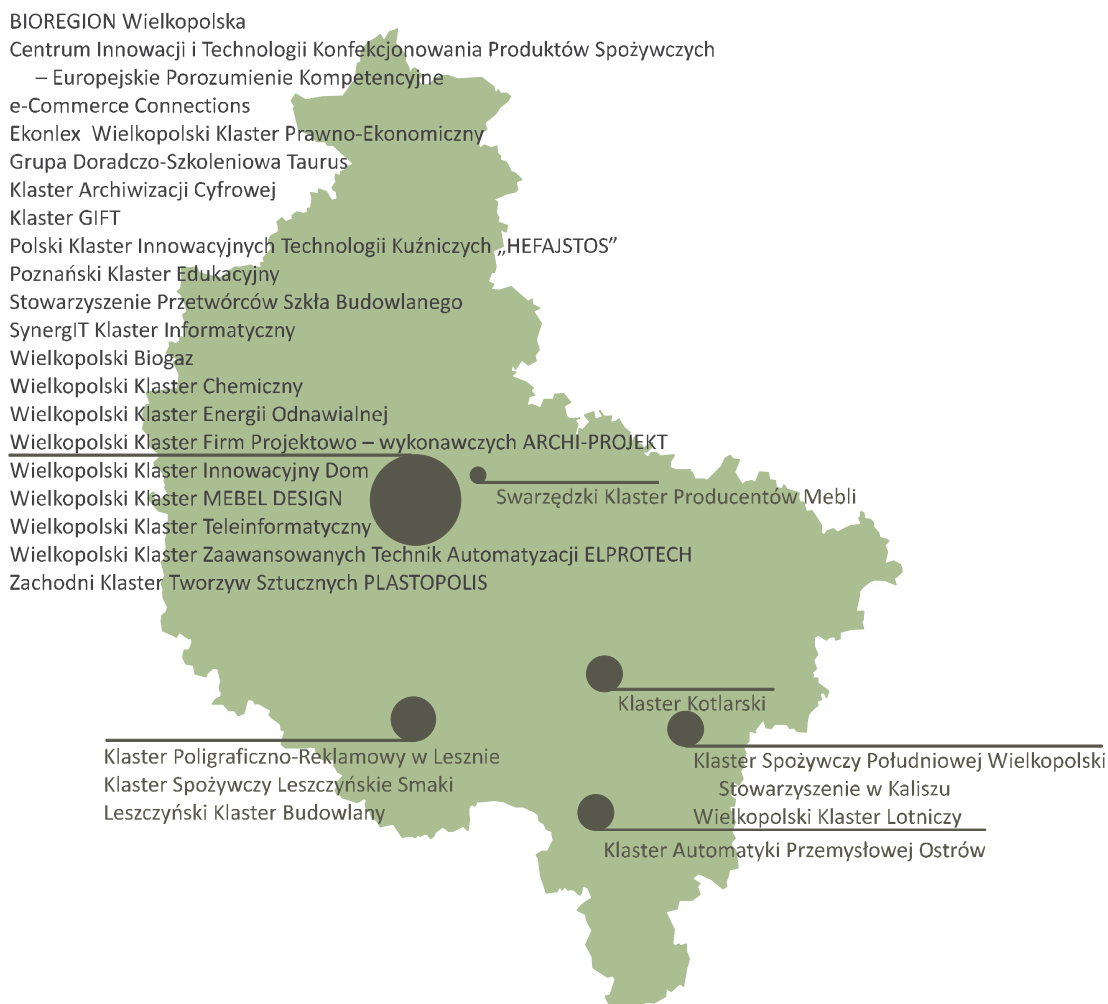 BIOREGION Wielkopolska
Centrum Innowacji i Technologii Konfekcjonowania Produktów Spożywczych
– Europejskie Porozumienie Kompetencyjne
e-Commerce Connections
Ekonlex Wielkopolski Klaster Prawno-Ekonomiczny
Grupa Doradczo-Szkoleniowa Taurus
Klaster Archiwizacji Cyfrowej
Klaster GIFT
Polski Klaster Innowacyjnych Technologii Kuźniczych „HEFAJSTOS”
Poznański Klaster Edukacyjny
Stowarzyszenie Przetwórców Szkła Budowlanego
SynergIT Klaster Informatyczny
Wielkopolski Biogaz
Wielkopolski Klaster Chemiczny
Wielkopolski Klaster Energii Odnawialnej
Wielkopolski Klaster Firm Projektowo – wykonawczych ARCHI-PROJEKT
Wielkopolski Klaster Innowacyjny Dom
Wielkopolski Klaster MEBEL DESIGN
Wielkopolski Klaster Teleinformatyczny
Wielkopolski Klaster Zaawansowanych Technik Automatyzacji ELPROTECH
Zachodni Klaster Tworzyw Sztucznych PLASTOPOLIS
Swarzędzki Klaster Producentów Mebli
Klaster Kotlarski
Klaster Poligraficzno-Reklamowy w Lesznie
Klaster Spożywczy Leszczyńskie Smaki
Leszczyński Klaster Budowlany
Klaster Spożywczy Południowej Wielkopolski
Stowarzyszenie w Kaliszu
Wielkopolski Klaster Lotniczy
Klaster Automatyki Przemysłowej Ostrów